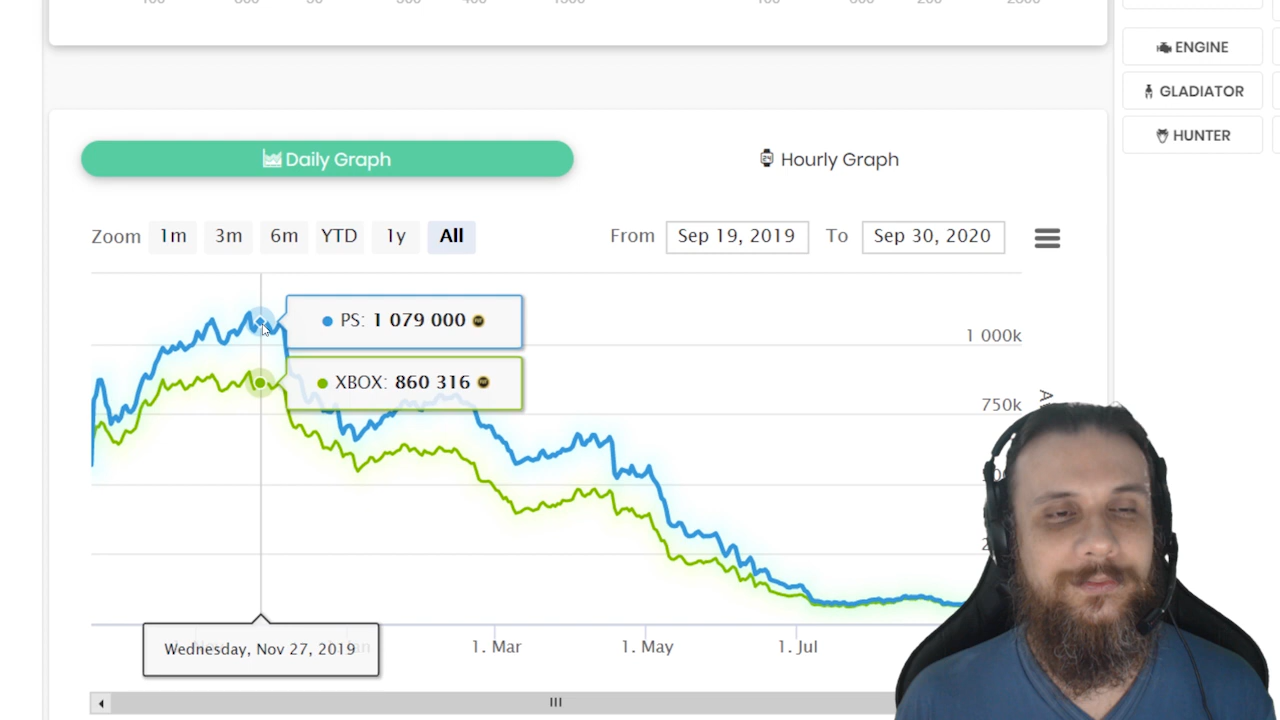 ENGINE
GLADIATOR
HUNTER
Daily Graph
Hourly Graph
Zoom 1m 3m 6m YTD 1y All
From Sep 19, 2019 To Sep 30, 2020
PS: 1 079 000
XBOX: 860 316
1 000k
750k
Wednesday, Nov 27, 2019
1. Mar 1. May 1. Jul